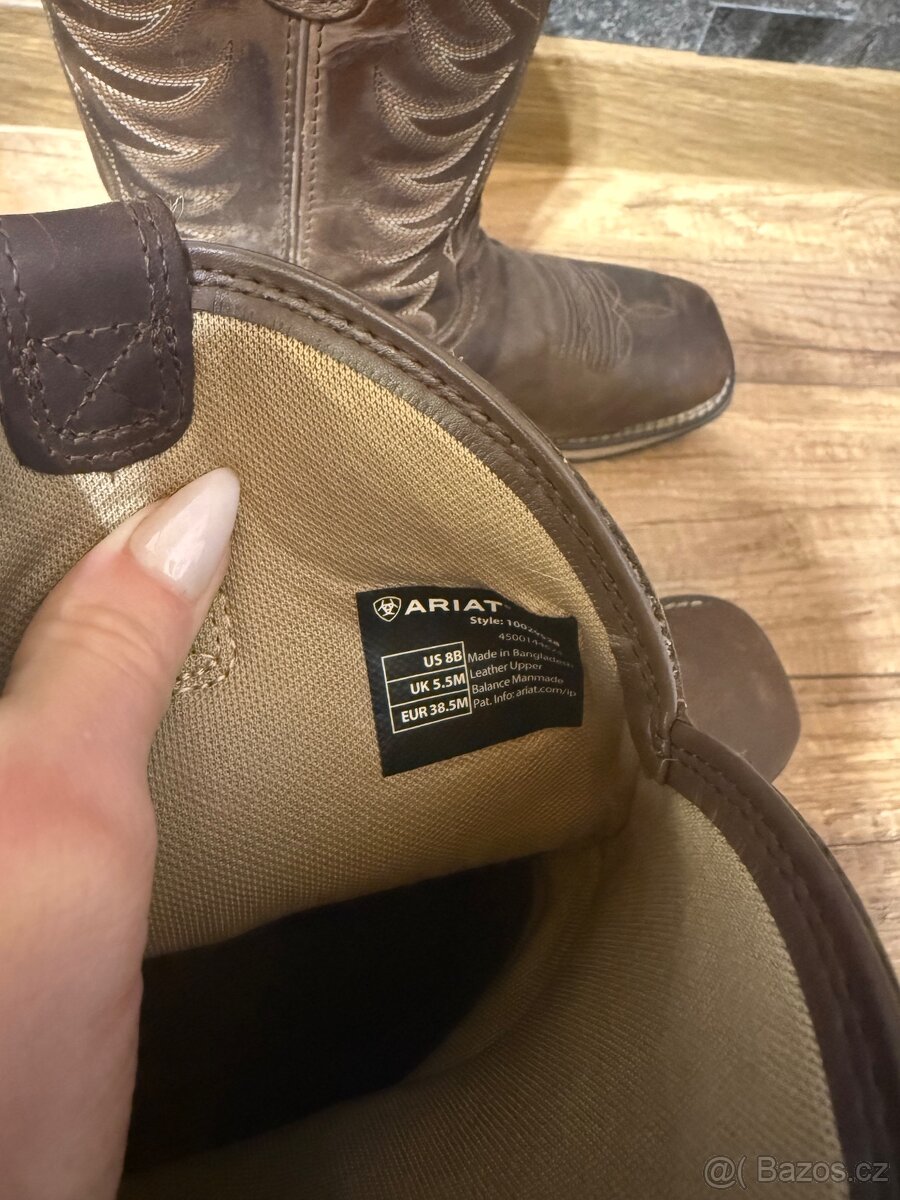 ARIAT
Style:
US 8B
UK 5.5M
EUR 38.5M
Made in Bangladesh
Leather Upper
Balance Manmade
Pat. Info: ariat.com/ip
@( Bazos.cz